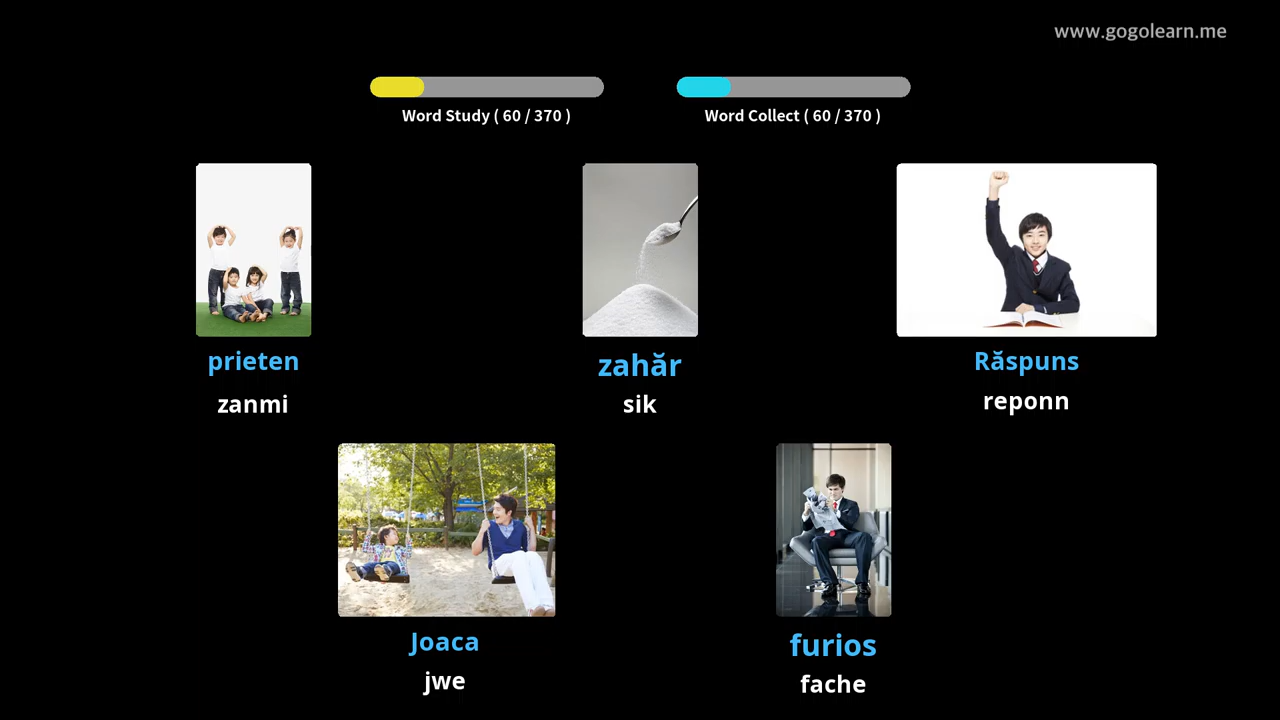 www.gogolearn.me
Word Study ( 60 / 370 )
Word Collect ( 60 / 370 )
prieten
zanmi
zahăr
sik
Răspuns
reponn
Joaca
jwe
furios
fache